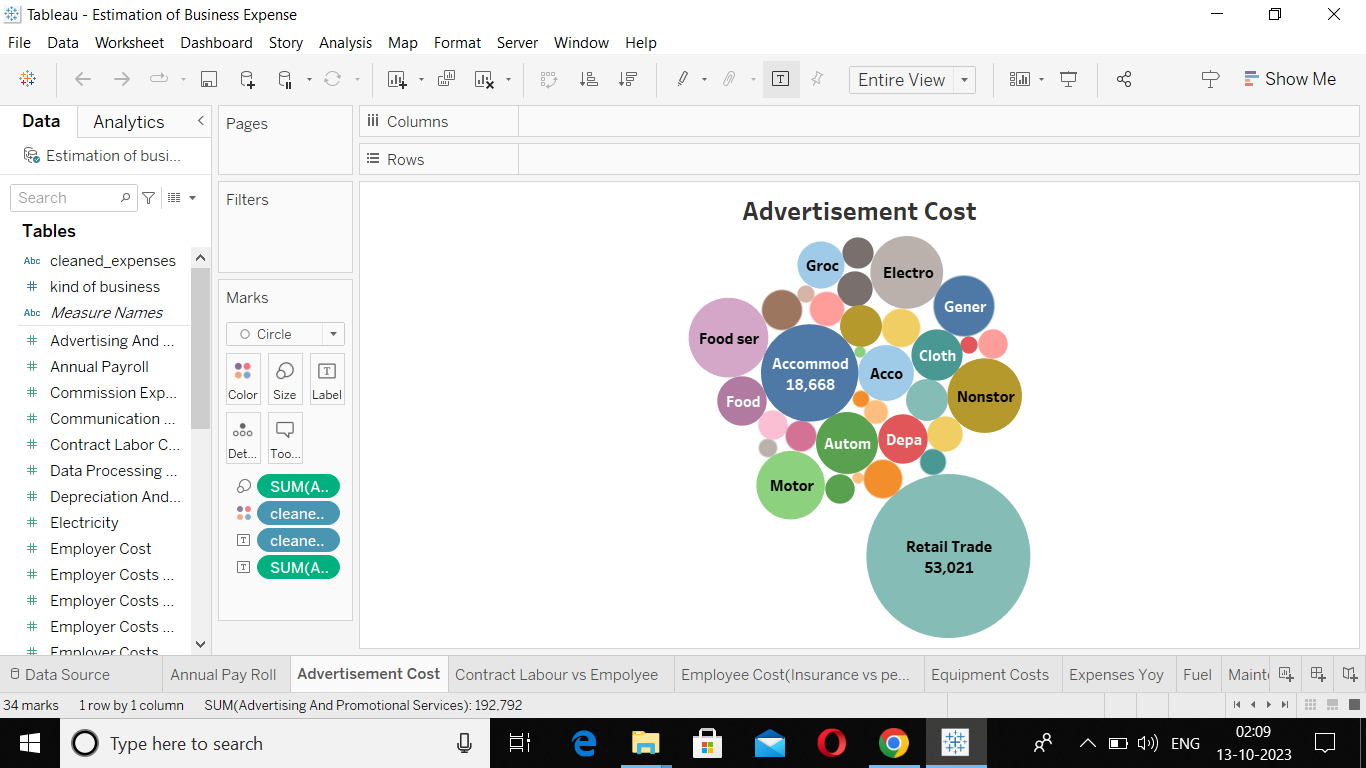 Tableau - Estimation of Business Expense
File Data Worksheet Dashboard Story Analysis Map Format Server Window Help
Entire View
Show Me
Data
Analytics
Estimation of busi...
Search
Tables
Abc cleaned_expenses
# kind of business
Abc Measure Names
# Advertising And ...
# Annual Payroll
# Commission Exp...
# Communication ...
# Contract Labor C...
# Data Processing ...
# Depreciation And...
# Electricity
# Employer Cost
# Employer Costs ...
# Employer Costs ...
# Employer Costs ...
# Employer Costs
Pages
Filters
Marks
Circle
Color
Size
T
Label
Det...
Too...
SUM(A..
cleane..
T cleane..
T SUM(A..
Columns
Rows
Advertisement Cost
Groc
Electro
Gener
Food ser
Accommod
18,668
Cloth
Acco
Nonstor
Food
Autom
Depa
Motor
Retail Trade
53,021
Data Source
Annual Pay Roll
Advertisement Cost
Contract Labour vs Empolyee
Employee Cost(Insurance vs pe...
Equipment Costs
Expenses Yoy
Fuel
Maint
34 marks 1 row by 1 column SUM(Advertising And Promotional Services): 192,792
Type here to search
ENG
02:09
13-10-2023